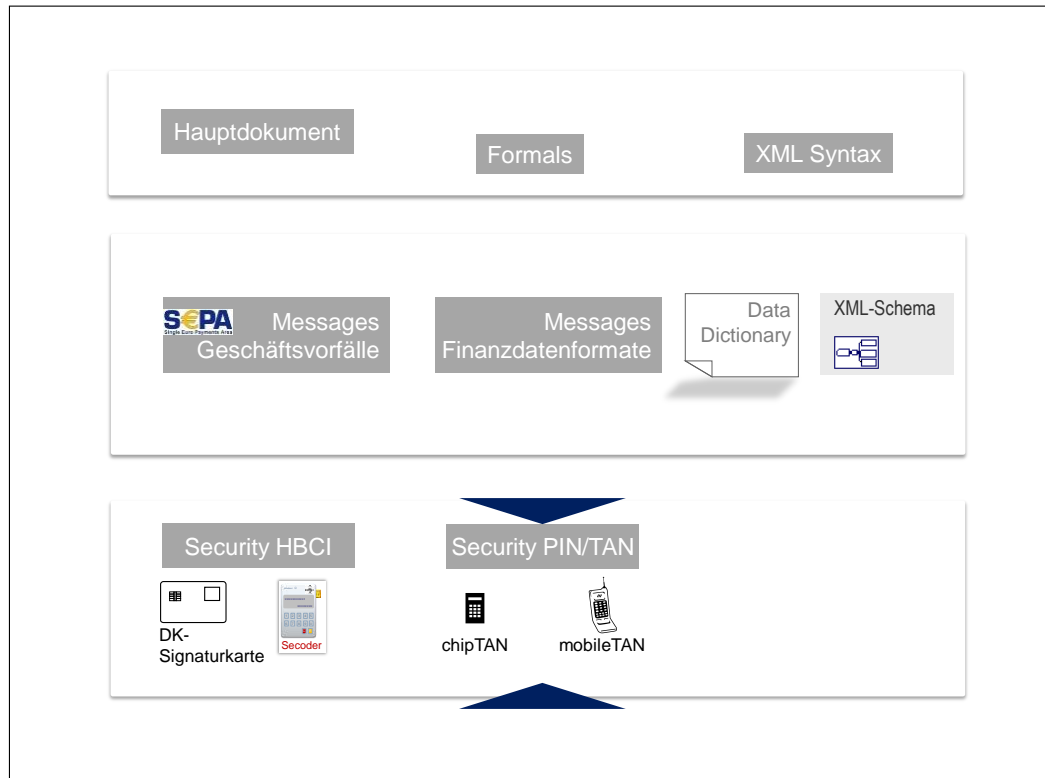 Hauptdokument
Formals
XML Syntax
S€PA
Single Euro Payments Area
Messages
Geschäftsvorfälle
Messages
Finanzdatenformate
Data
Dictionary
XML-Schema
Security HBCI
Security PIN/TAN
DK-
Signaturkarte
Secoder
chipTAN
mobileTAN